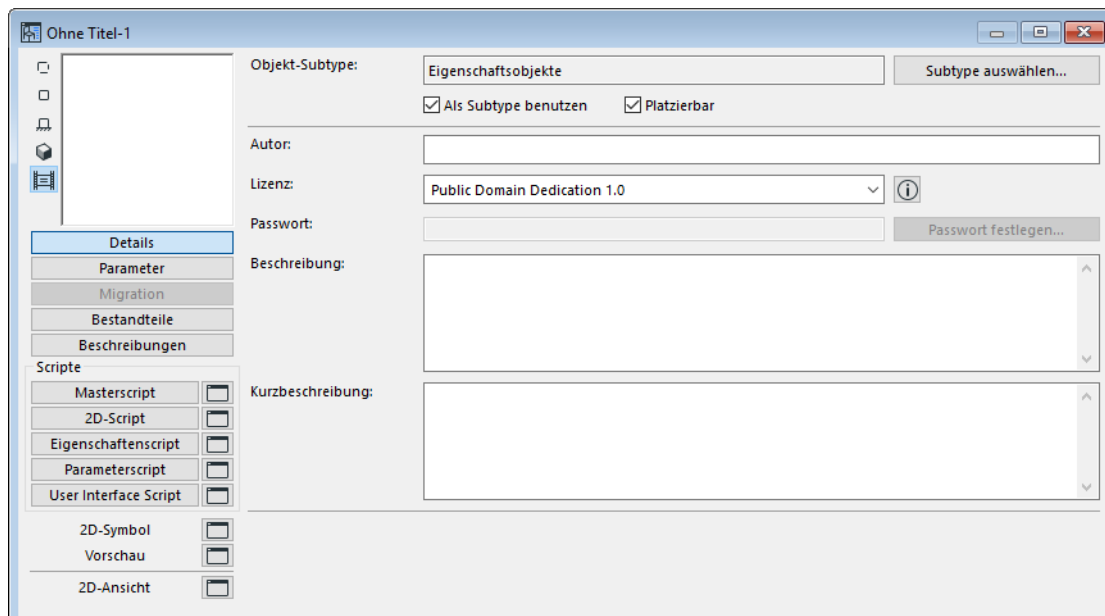 Ohne Titel-1
Objekt-Subtype:
Eigenschaftsobjekte
Subtype auswählen...
Als Subtype benutzen
Platzierbar
Autor:
Lizenz:
Public Domain Dedication 1.0
Passwort:
Passwort festlegen...
Beschreibung:
Kurzbeschreibung:
Details
Parameter
Migration
Bestandteile
Beschreibungen
Scripte
Masterscript
2D-Script
Eigenschaftenscript
Parameterscript
User Interface Script
2D-Symbol
Vorschau
2D-Ansicht